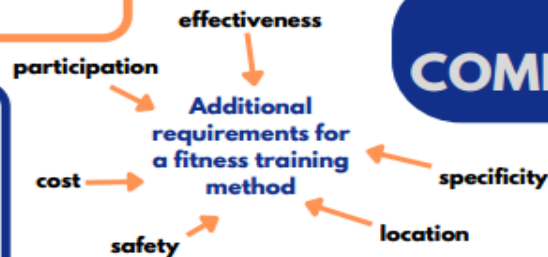 effectiveness
participation
COM
Additional
requirements for
a fitness training
method
cost
specificity
location
safety